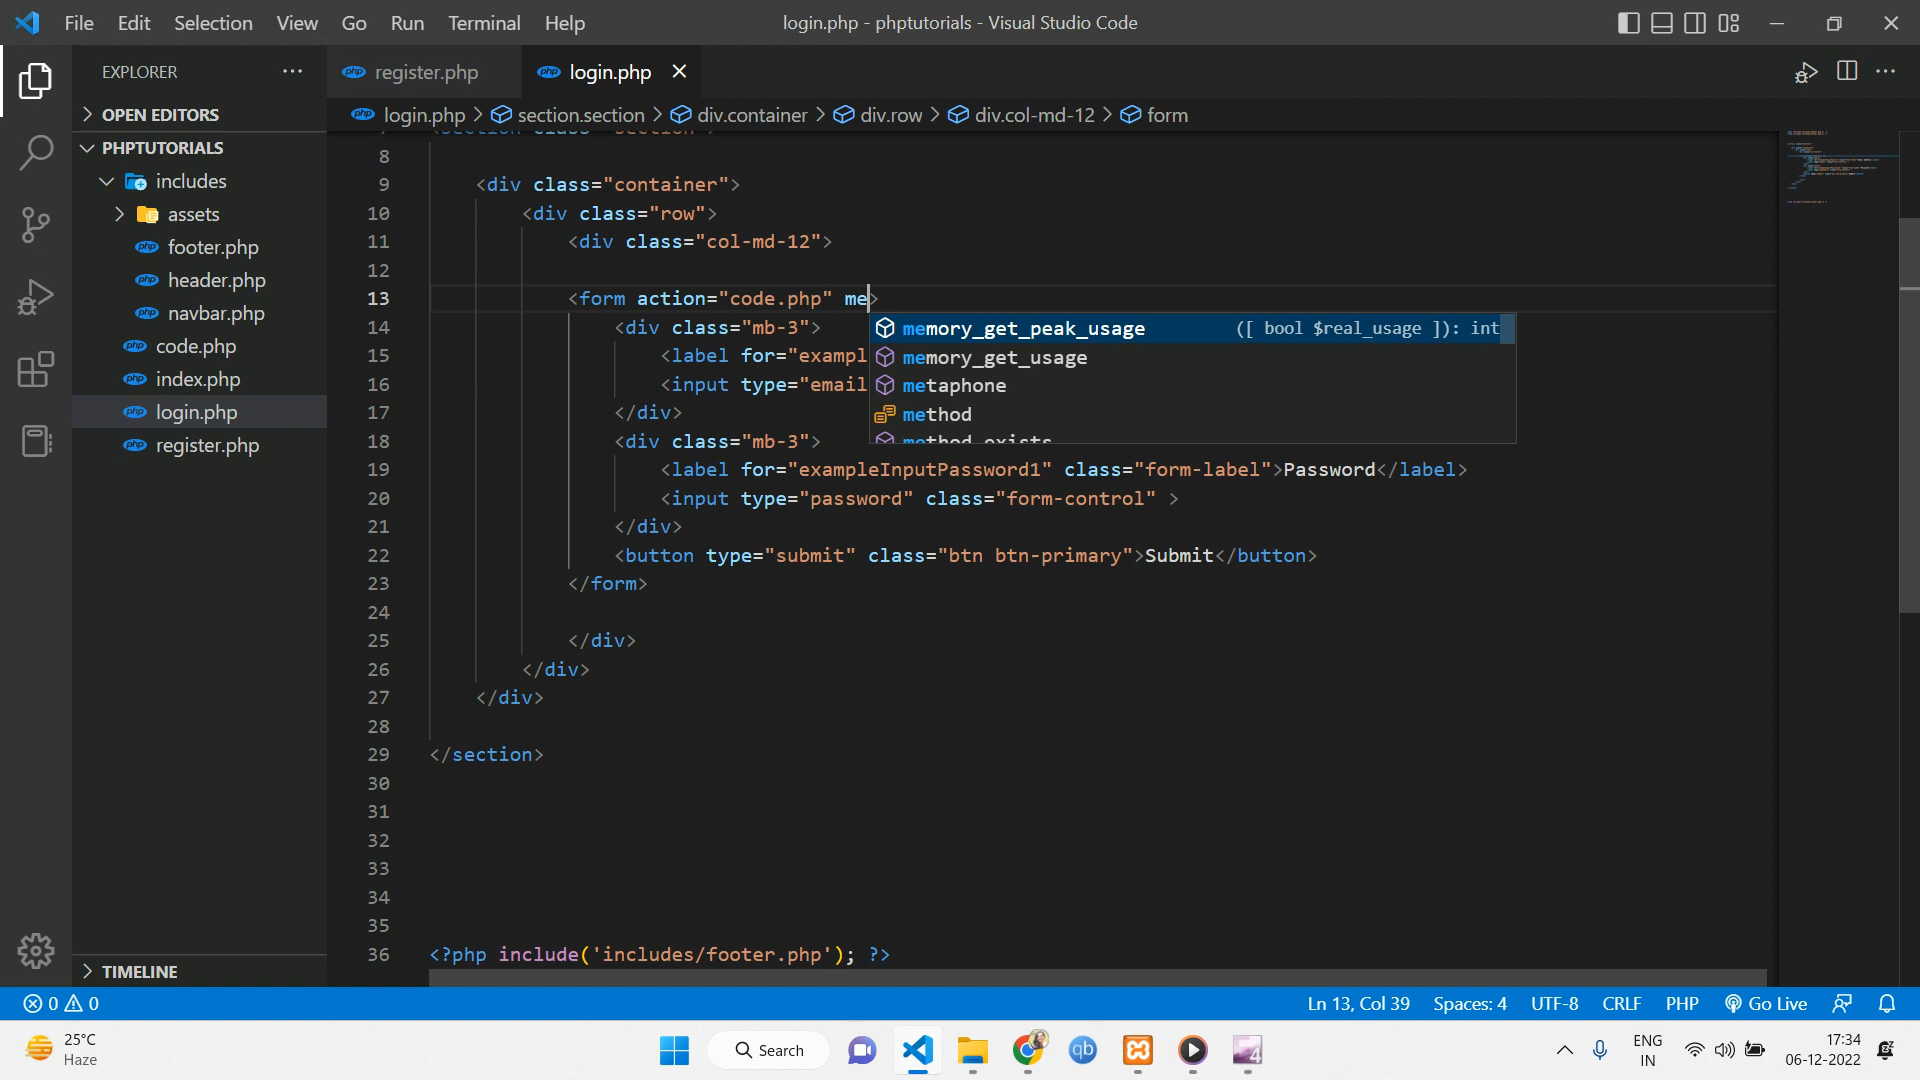 File Edit Selection View Go Run Terminal Help
login.php - phptutorials - Visual Studio Code
EXPLORER
register.php
login.php
OPEN EDITORS
login.php > section.section > div.container > div.row > div.col-md-12 > form
PHPTUTORIALS
includes
assets
footer.php
header.php
navbar.php
code.php
index.php
login.php
register.php
TIMELINE
8
9 <div class="container">
10 <div class="row">
11 <div class="col-md-12">
12
13 <form action="code.php" me>
14 <div class="mb-3">
15 <label for="exampl
16 <input type="email
17 </div>
18 <div class="mb-3">
memory_get_peak_usage ([ bool $real_usage ]): int
memory_get_usage
metaphone
method
method_exists
19 <label for="exampleInputPassword1" class="form-label">Password</label>
20 <input type="password" class="form-control" >
21 </div>
22 <button type="submit" class="btn btn-primary">Submit</button>
23 </form>
24
25 </div>
26 </div>
27 </div>
28
29 </section>
30
31
32
33
34
35
36 <?php include('includes/footer.php'); ?>
0 0
Ln 13, Col 39 Spaces: 4 UTF-8 CRLF PHP Go Live
25°C
Haze
Search
qb
4
ENG
IN
17:34
06-12-2022